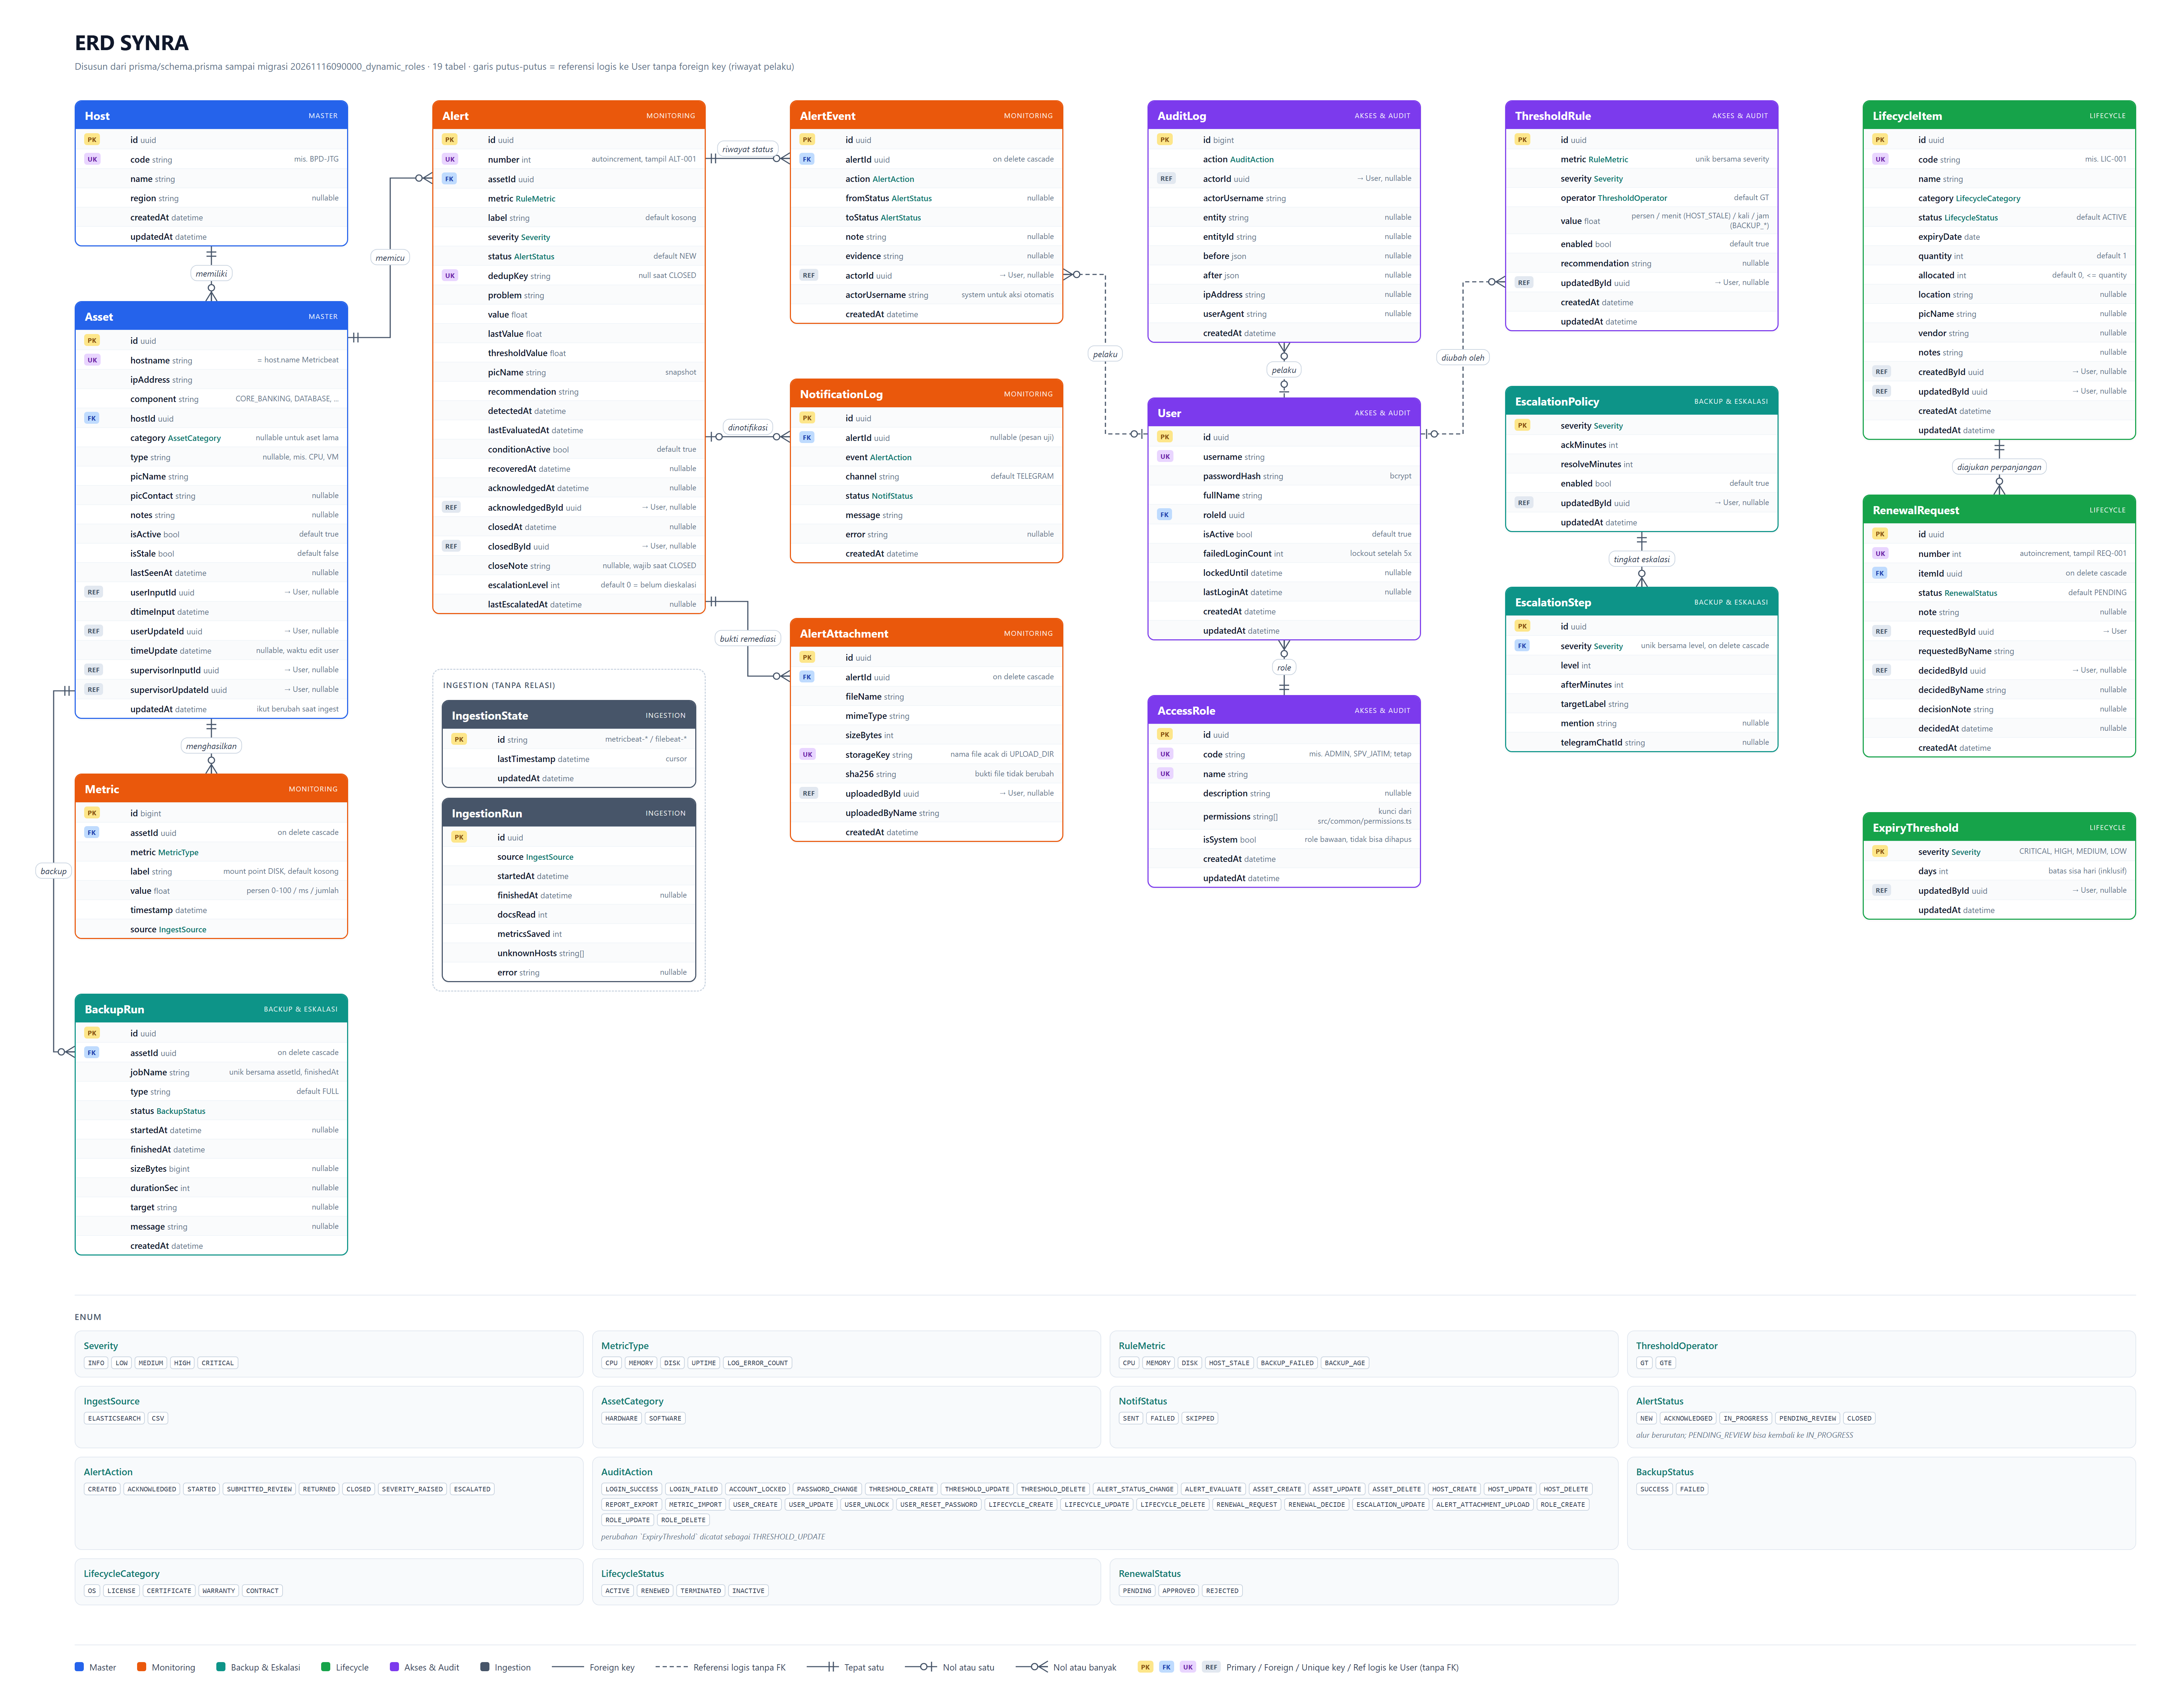 ERD SYNRA
Disusun dari prisma/schema.prisma sampai migrasi 20261116090000_dynamic_roles · 19 tabel · garis putus-putus = referensi logis ke User tanpa foreign key (riwayat pelaku)
Host MASTER
PK id uuid
UK code string mis. BPD-JTG
name string
region string nullable
createdAt datetime
updatedAt datetime
memiliki
Asset MASTER
PK id uuid
UK hostname string = host.name Metricbeat
ipAddress string
component string CORE_BANKING, DATABASE, ...
FK hostId uuid
category AssetCategory nullable untuk aset lama
type string nullable, mis. CPU, VM
picName string
picContact string nullable
notes string nullable
isActive bool default true
isStale bool default false
lastSeenAt datetime nullable
REF userInputId uuid → User, nullable
dtimeInput datetime
REF userUpdateId uuid → User, nullable
timeUpdate datetime nullable, waktu edit user
REF supervisorInputId uuid → User, nullable
REF supervisorUpdateId uuid → User, nullable
updatedAt datetime ikut berubah saat ingest
menghasilkan
backup
Metric MONITORING
PK id bigint
FK assetId uuid on delete cascade
metric MetricType
label string mount point DISK, default kosong
value float persen 0-100 / ms / jumlah
timestamp datetime
source IngestSource
BackupRun BACKUP & ESKALASI
PK id uuid
FK assetId uuid on delete cascade
jobName string unik bersama assetId, finishedAt
type string default FULL
status BackupStatus
startedAt datetime nullable
finishedAt datetime
sizeBytes bigint nullable
durationSec int nullable
target string nullable
message string nullable
createdAt datetime
memicu
Alert MONITORING
PK id uuid
UK number int autoincrement, tampil ALT-001
FK assetId uuid
metric RuleMetric
label string default kosong
severity Severity
status AlertStatus default NEW
UK dedupKey string null saat CLOSED
problem string
value float
lastValue float
thresholdValue float
picName string snapshot
recommendation string
detectedAt datetime
lastEvaluatedAt datetime
conditionActive bool default true
recoveredAt datetime nullable
acknowledgedAt datetime nullable
REF acknowledgedById uuid → User, nullable
closedAt datetime nullable
REF closedById uuid → User, nullable
closeNote string nullable, wajib saat CLOSED
escalationLevel int default 0 = belum dieskalasi
lastEscalatedAt datetime nullable
INGESTION (TANPA RELASI)
IngestionState INGESTION
PK id string metricbeat-* / filebeat-*
lastTimestamp datetime cursor
updatedAt datetime
IngestionRun INGESTION
PK id uuid
source IngestSource
startedAt datetime
finishedAt datetime nullable
docsRead int
metricsSaved int
unknownHosts string[]
error string nullable
riwayat status
dinotifikasi
bukti remediasi
AlertEvent MONITORING
PK id uuid
FK alertId uuid on delete cascade
action AlertAction
fromStatus AlertStatus nullable
toStatus AlertStatus
note string nullable
evidence string nullable
REF actorId uuid → User, nullable
actorUsername string system untuk aksi otomatis
createdAt datetime
NotificationLog MONITORING
PK id uuid
FK alertId uuid nullable (pesan uji)
event AlertAction
channel string default TELEGRAM
status NotifStatus
message string
error string nullable
createdAt datetime
AlertAttachment MONITORING
PK id uuid
FK alertId uuid on delete cascade
fileName string
mimeType string
sizeBytes int
UK storageKey string nama file acak di UPLOAD_DIR
sha256 string bukti file tidak berubah
REF uploadedById uuid → User, nullable
uploadedByName string
createdAt datetime
pelaku
AuditLog AKSES & AUDIT
PK id bigint
action AuditAction
REF actorId uuid → User, nullable
actorUsername string
entity string nullable
entityId string nullable
before json nullable
after json nullable
ipAddress string nullable
userAgent string nullable
createdAt datetime
pelaku
User AKSES & AUDIT
PK id uuid
UK username string
passwordHash string bcrypt
fullName string
FK roleId uuid
isActive bool default true
failedLoginCount int lockout setelah 5x
lockedUntil datetime nullable
lastLoginAt datetime nullable
createdAt datetime
updatedAt datetime
role
AccessRole AKSES & AUDIT
PK id uuid
UK code string mis. ADMIN, SPV_JATIM; tetap
UK name string
description string nullable
permissions string[] kunci dari
src/common/permissions.ts
isSystem bool role bawaan, tidak bisa dihapus
createdAt datetime
updatedAt datetime
diubah oleh
ThresholdRule AKSES & AUDIT
PK id uuid
metric RuleMetric unik bersama severity
severity Severity
operator ThresholdOperator default GT
value float persen / menit (HOST_STALE) / kali / jam
(BACKUP_*)
enabled bool default true
recommendation string nullable
REF updatedById uuid → User, nullable
createdAt datetime
updatedAt datetime
EscalationPolicy BACKUP & ESKALASI
PK severity Severity
ackMinutes int
resolveMinutes int
enabled bool default true
REF updatedById uuid → User, nullable
updatedAt datetime
tingkat eskalasi
EscalationStep BACKUP & ESKALASI
PK id uuid
FK severity Severity unik bersama level, on delete cascade
level int
afterMinutes int
targetLabel string
mention string nullable
telegramChatId string nullable
LifecycleItem LIFECYCLE
PK id uuid
UK code string mis. LIC-001
name string
category LifecycleCategory
status LifecycleStatus default ACTIVE
expiryDate date
quantity int default 1
allocated int default 0, <= quantity
location string nullable
picName string nullable
vendor string nullable
notes string nullable
REF createdById uuid → User, nullable
REF updatedById uuid → User, nullable
createdAt datetime
updatedAt datetime
diajukan perpanjangan
RenewalRequest LIFECYCLE
PK id uuid
UK number int autoincrement, tampil REQ-001
FK itemId uuid on delete cascade
status RenewalStatus default PENDING
note string nullable
REF requestedById uuid → User
requestedByName string
REF decidedById uuid → User, nullable
decidedByName string nullable
decisionNote string nullable
decidedAt datetime nullable
createdAt datetime
ExpiryThreshold LIFECYCLE
PK severity Severity CRITICAL, HIGH, MEDIUM, LOW
days int batas sisa hari (inklusif)
REF updatedById uuid → User, nullable
updatedAt datetime
ENUM
Severity
INFO LOW MEDIUM HIGH CRITICAL
MetricType
CPU MEMORY DISK UPTIME LOG_ERROR_COUNT
RuleMetric
CPU MEMORY DISK HOST_STALE BACKUP_FAILED BACKUP_AGE
ThresholdOperator
GT GTE
IngestSource
ELASTICSEARCH CSV
AssetCategory
HARDWARE SOFTWARE
NotifStatus
SENT FAILED SKIPPED
AlertStatus
NEW ACKNOWLEDGED IN_PROGRESS PENDING_REVIEW CLOSED
alur berurutan; PENDING_REVIEW bisa kembali ke IN_PROGRESS
AlertAction
CREATED ACKNOWLEDGED STARTED SUBMITTED_REVIEW RETURNED CLOSED SEVERITY_RAISED ESCALATED
AuditAction
LOGIN_SUCCESS LOGIN_FAILED ACCOUNT_LOCKED PASSWORD_CHANGE THRESHOLD_CREATE THRESHOLD_UPDATE THRESHOLD_DELETE ALERT_STATUS_CHANGE ALERT_EVALUATE ASSET_CREATE ASSET_UPDATE ASSET_DELETE HOST_CREATE HOST_UPDATE HOST_DELETE
REPORT_EXPORT METRIC_IMPORT USER_CREATE USER_UPDATE USER_UNLOCK USER_RESET_PASSWORD LIFECYCLE_CREATE LIFECYCLE_UPDATE LIFECYCLE_DELETE RENEWAL_REQUEST RENEWAL_DECIDE ESCALATION_UPDATE ALERT_ATTACHMENT_UPLOAD ROLE_CREATE
ROLE_UPDATE ROLE_DELETE
perubahan `ExpiryThreshold` dicatat sebagai THRESHOLD_UPDATE
BackupStatus
SUCCESS FAILED
LifecycleCategory
OS LICENSE CERTIFICATE WARRANTY CONTRACT
LifecycleStatus
ACTIVE RENEWED TERMINATED INACTIVE
RenewalStatus
PENDING APPROVED REJECTED
Master Monitoring Backup & Eskalasi Lifecycle Akses & Audit Ingestion Foreign key Referensi logis tanpa FK Tepat satu Nol atau satu Nol atau banyak PK FK UK REF Primary / Foreign / Unique key / Ref logis ke User (tanpa FK)